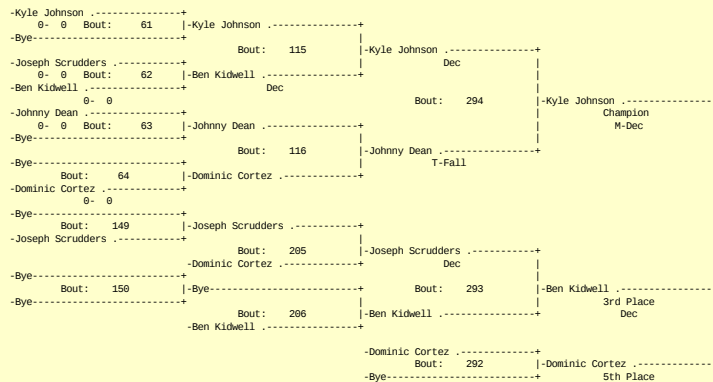 -Kyle Johnson .---------------+
0-  0   Bout:     61      |-Kyle Johnson .------------+
-Bye--------------------------+                            |
Bout:    115         |-Kyle Johnson .------------+
-Joseph Scrudders .-----------+                            |             Dec            |
0-  0   Bout:     62      |-Ben Kidwell .-------------+                            |
-Ben Kidwell .----------------+             Dec                                         |
0-  0                                                    Bout:    294         |-Kyle Johnson .--------------
-Johnny Dean .----------------+                                                         |          Champion
0-  0   Bout:     63      |-Johnny Dean .-------------+                            |            M-Dec
-Bye--------------------------+                            |                            |
Bout:    116         |-Johnny Dean .-------------+
-Bye--------------------------+                            |           T-Fall
Bout:     64          |-Dominic Cortez .----------+
-Dominic Cortez .-------------+
0-  0
-Bye--------------------------+
Bout:    149          |-Joseph Scrudders .--------+
-Joseph Scrudders .-----------+                            |
Bout:    205         |-Joseph Scrudders .--------+
-Dominic Cortez .----------+             Dec            |
-Bye--------------------------+                                                         |
Bout:    150          |-Bye-----------------------+        Bout:    293         |-Ben Kidwell .---------------
-Bye--------------------------+                            |                            |          3rd Place
Bout:    206         |-Ben Kidwell .-------------+             Dec
-Ben Kidwell .-------------+
-Dominic Cortez .----------+
Bout:    292         |-Dominic Cortez .------------
-Bye-----------------------+          5th Place